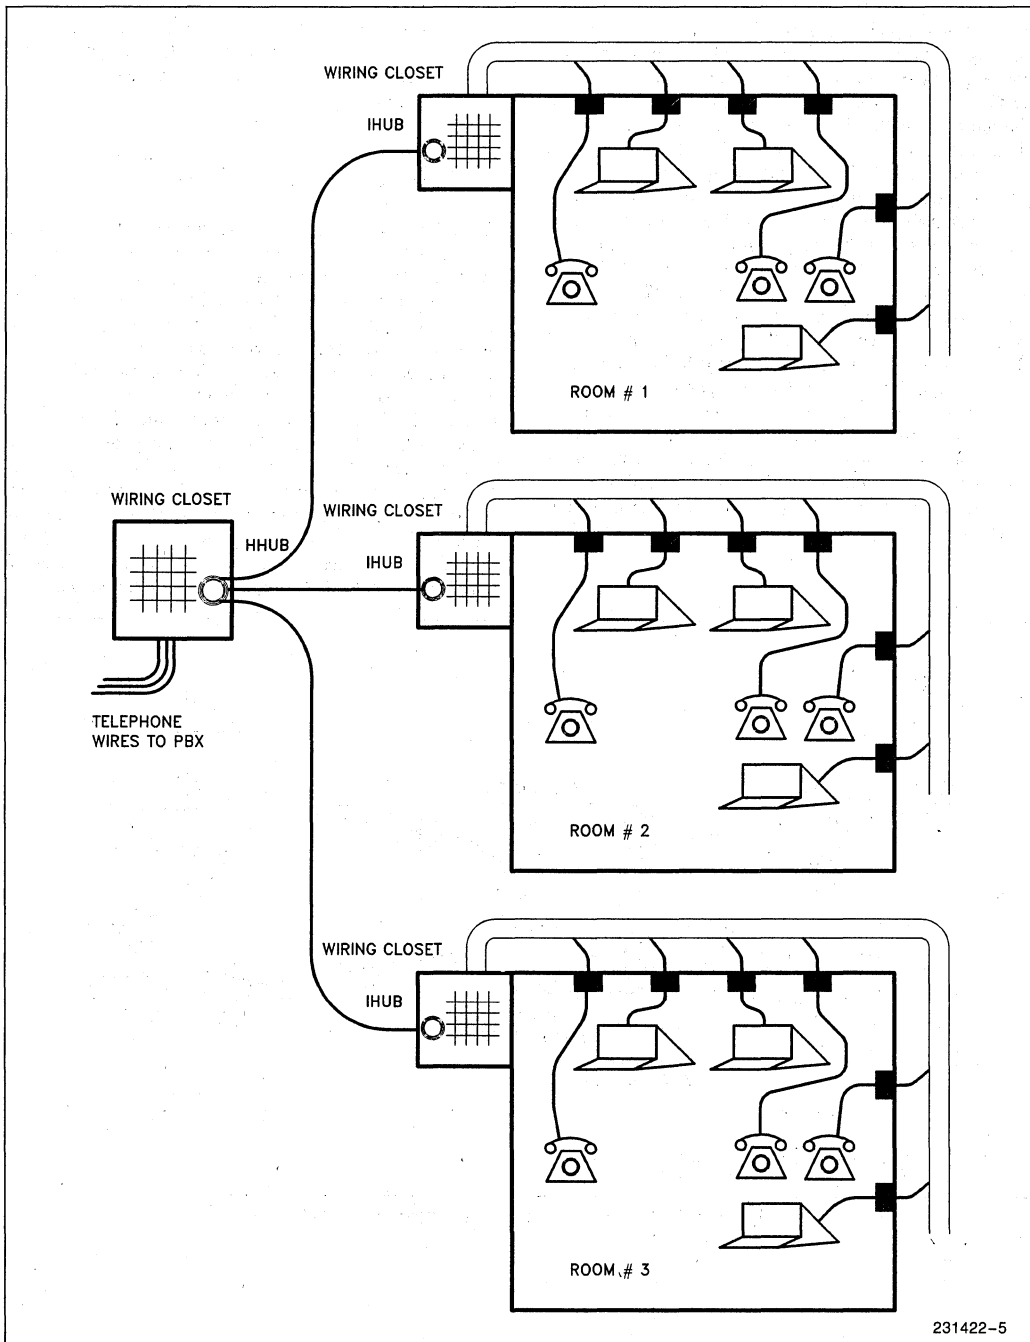 WIRING CLOSET
IHUB
ROOM # 1
WIRING CLOSET
HHUB
TELEPHONE
WIRES TO PBX
WIRING CLOSET
IHUB
ROOM # 2
WIRING CLOSET
IHUB
ROOM # 3
231422-5